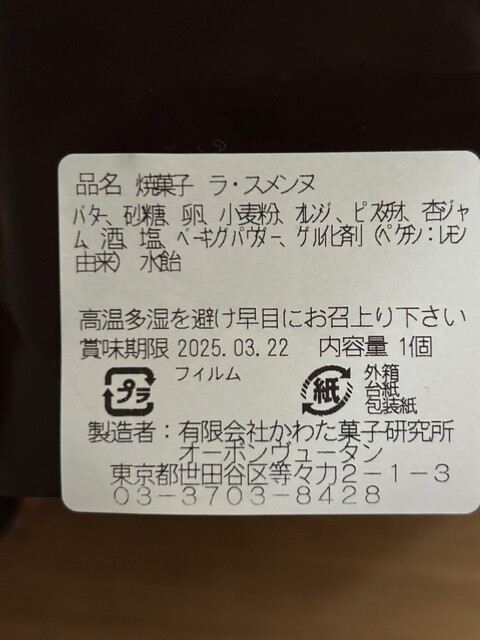 品名 焼菓子 ラ・スメンヌ
バター、砂糖、卵、小麦粉、オレンジ、ピスタチオ、杏ジャ
ム、酒、塩、ベーキングパウダー、ゲル化剤(ペクチン:レモン
由来) 水飴
高温多湿を避け早目にお召上り下さい
賞味期限 2025.03.22 内容量 1個
プラ フィルム 紙 外箱
台紙
包装紙
製造者:有限会社かわた菓子研究所
オーボンヴュータン
東京都世田谷区等々力2-1-3
03-3703-8428